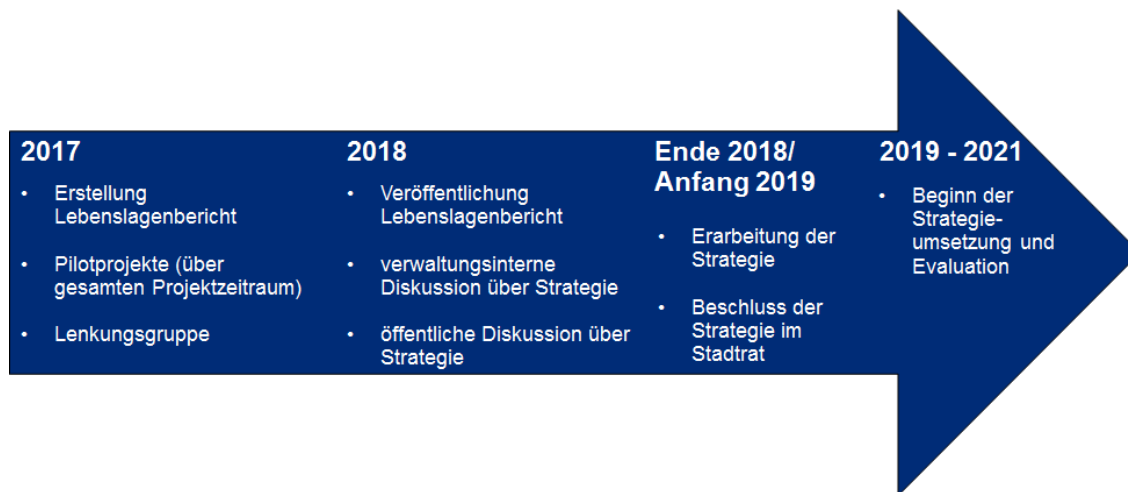 2017
• Erstellung
Lebenslagenbericht
• Pilotprojekte (über
gesamten Projektzeitraum)
• Lenkungsgruppe
2018
• Veröffentlichung
Lebenslagenbericht
• verwaltungsinterne
Diskussion über Strategie
• öffentliche Diskussion über
Strategie
Ende 2018/
Anfang 2019
• Erarbeitung der
Strategie
• Beschluss der
Strategie im
Stadtrat
2019 - 2021
• Beginn der
Strategie-
umsetzung und
Evaluation